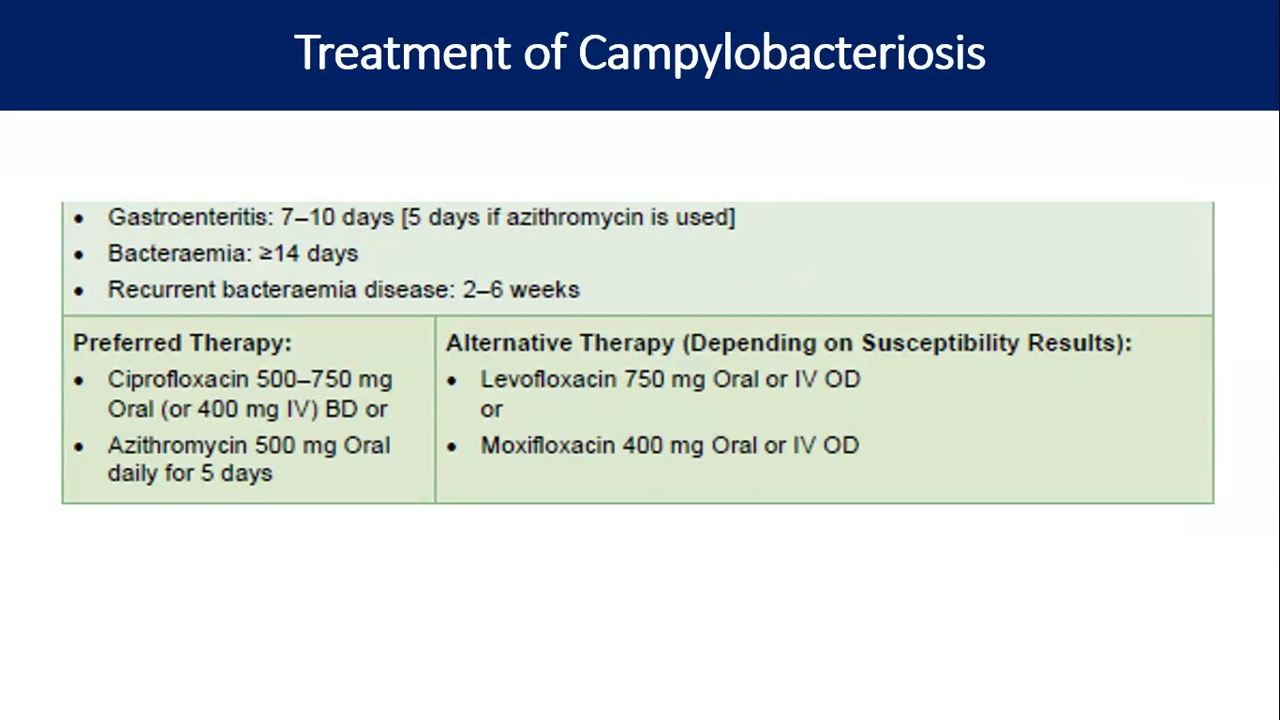 Treatment of Campylobacteriosis
• Gastroenteritis: 7–10 days [5 days if azithromycin is used]
• Bacteraemia: ≥14 days
• Recurrent bacteraemia disease: 2–6 weeks
Preferred Therapy:
• Ciprofloxacin 500–750 mg
Oral (or 400 mg IV) BD or
• Azithromycin 500 mg Oral
daily for 5 days
Alternative Therapy (Depending on Susceptibility Results):
• Levofloxacin 750 mg Oral or IV OD
or
• Moxifloxacin 400 mg Oral or IV OD